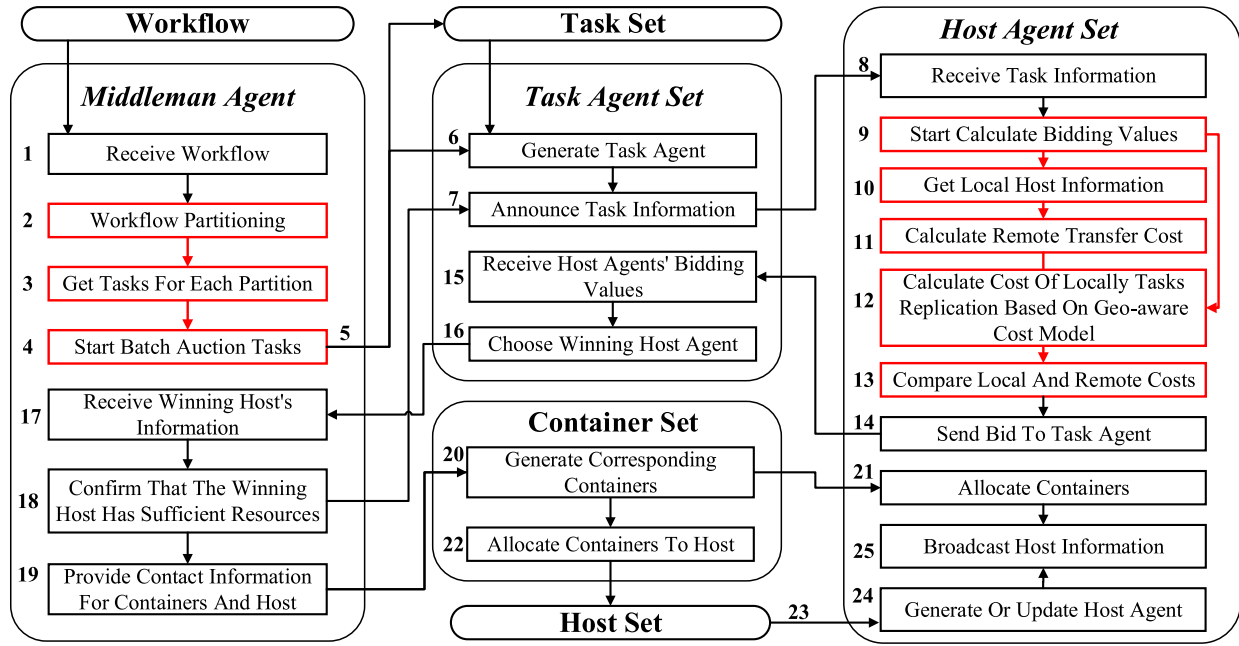 Workflow
Middleman Agent
1
Receive Workflow
2
Workflow Partitioning
3
Get Tasks For Each Partition
4
Start Batch Auction Tasks
5
17
Receive Winning Host's
Information
18
Confirm That The Winning
Host Has Sufficient Resources
19
Provide Contact Information
For Containers And Host
Task Set
Task Agent Set
6
Generate Task Agent
7
Announce Task Information
15
Receive Host Agents' Bidding
Values
16
Choose Winning Host Agent
Container Set
20
Generate Corresponding
Containers
22
Allocate Containers To Host
Host Set
23
Host Agent Set
8
Receive Task Information
9
Start Calculate Bidding Values
10
Get Local Host Information
11
Calculate Remote Transfer Cost
12
Calculate Cost Of Locally Tasks
Replication Based On Geo-aware
Cost Model
13
Compare Local And Remote Costs
14
Send Bid To Task Agent
21
Allocate Containers
25
Broadcast Host Information
24
Generate Or Update Host Agent